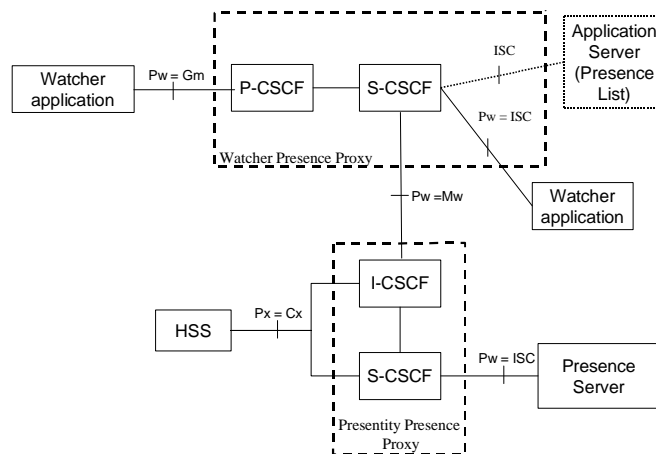 ISC
Application
Server
(Presence
List)
Watcher
application
Pw = Gm
P-CSCF
S-CSCF
Pw = ISC
Watcher Presence Proxy
Watcher
application
Pw =Mw
I-CSCF
HSS
Px = Cx
S-CSCF
Pw = ISC
Presence
Server
Presentity Presence
Proxy